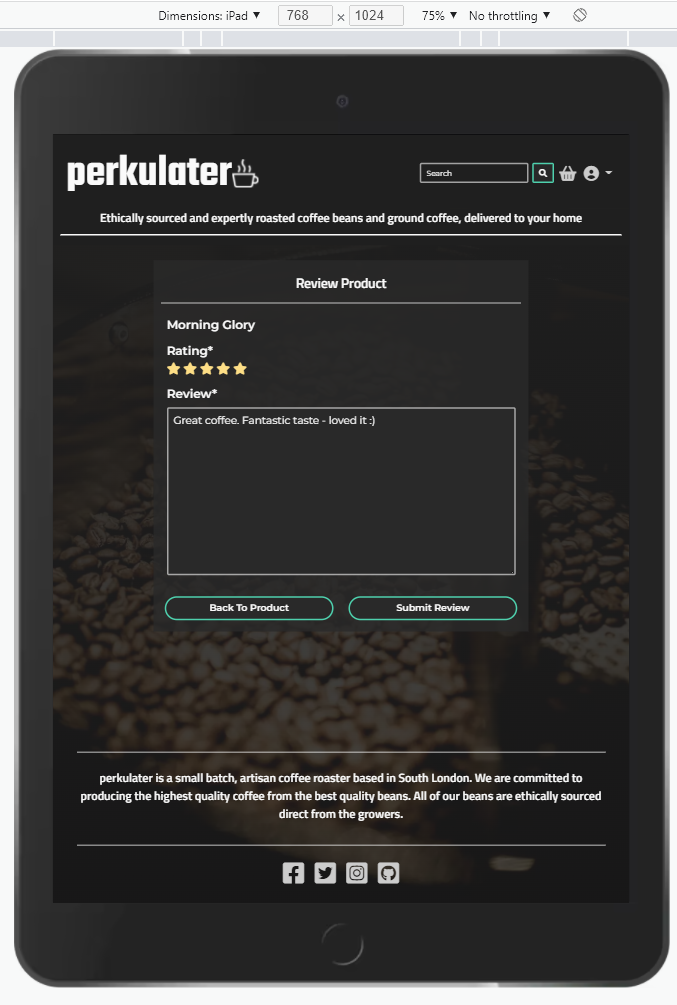 Dimensions: iPad ▼ 768 × 1024 75% ▼ No throttling ▼
perkulater
Search
Ethically sourced and expertly roasted coffee beans and ground coffee, delivered to your home
Review Product
Morning Glory
Rating*
Review*
Great coffee. Fantastic taste - loved it :)
Back To Product
Submit Review
perkulater is a small batch, artisan coffee roaster based in South London. We are committed to
producing the highest quality coffee from the best quality beans. All of our beans are ethically sourced
direct from the growers.